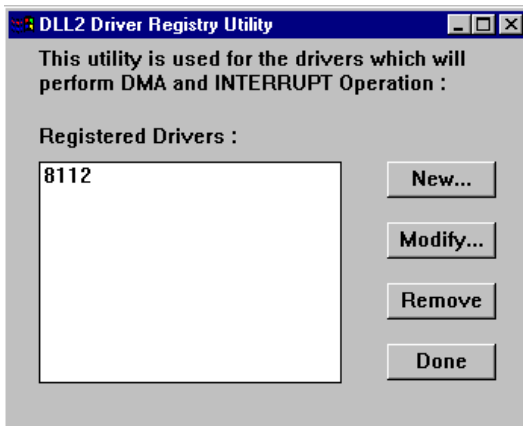 DLL2 Driver Registry Utility
This utility is used for the drivers which will
perform DMA and INTERRUPT Operation :
Registered Drivers :
8112
New...
Modify...
Remove
Done